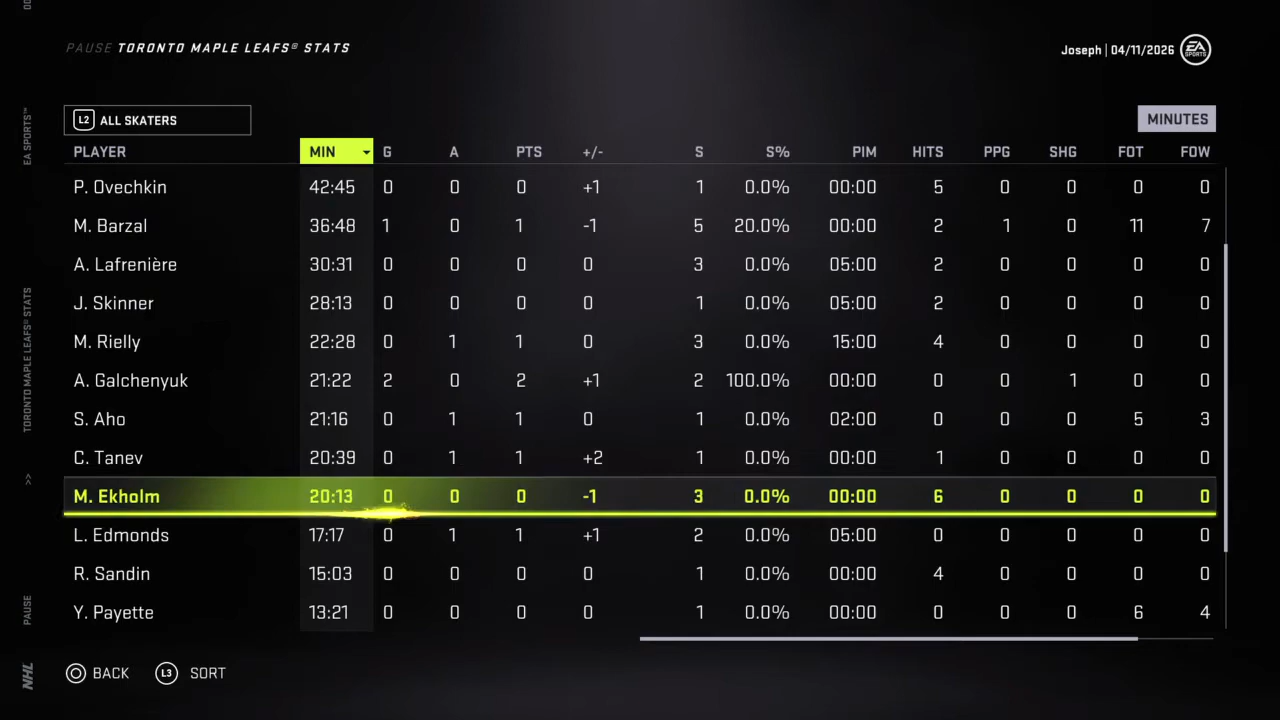 PAUSE TORONTO MAPLE LEAFS® STATS
Joseph | 04/11/2026 EA SPORTS
L2 ALL SKATERS
MINUTES
PLAYER MIN G A PTS +/- S S% PIM HITS PPG SHG FOT FOW
P. Ovechkin 42:45 0 0 0 +1 1 0.0% 00:00 5 0 0 0 0
M. Barzal 36:48 1 0 1 -1 5 20.0% 00:00 2 1 0 11 7
A. Lafrenière 30:31 0 0 0 0 3 0.0% 05:00 2 0 0 0 0
J. Skinner 28:13 0 0 0 0 1 0.0% 05:00 2 0 0 0 0
M. Rielly 22:28 0 1 1 0 3 0.0% 15:00 4 0 0 0 0
A. Galchenyuk 21:22 2 0 2 +1 2 100.0% 00:00 0 0 1 0 0
S. Aho 21:16 0 1 1 0 1 0.0% 02:00 0 0 0 5 3
C. Tanev 20:39 0 1 1 +2 1 0.0% 00:00 1 0 0 0 0
M. Ekholm 20:13 0 0 0 -1 3 0.0% 00:00 6 0 0 0 0
L. Edmonds 17:17 0 1 1 +1 2 0.0% 05:00 0 0 0 0 0
R. Sandin 15:03 0 0 0 0 1 0.0% 00:00 4 0 0 0 0
Y. Payette 13:21 0 0 0 0 1 0.0% 00:00 0 0 0 6 4
BACK L3 SORT
NHL PAUSE >> TORONTO MAPLE LEAFS® STATS EA SPORTS™